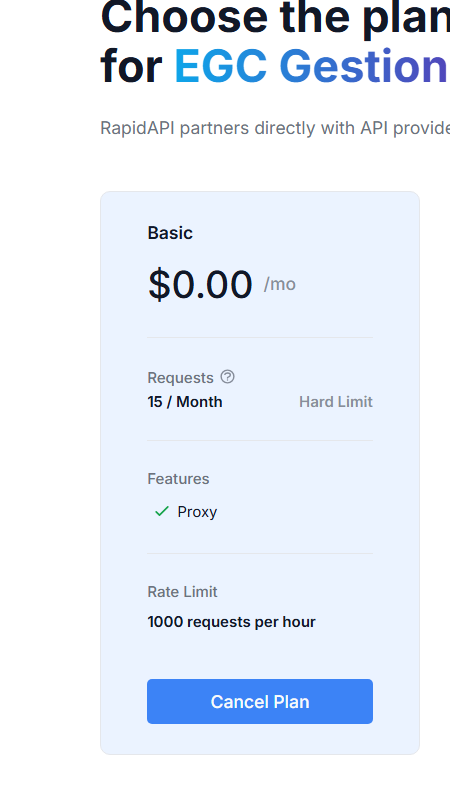 Choose the plan
for EGC Gestion
RapidAPI partners directly with API provide
Basic
$0.00 /mo
Requests
15 / Month Hard Limit
Features
Proxy
Rate Limit
1000 requests per hour
Cancel Plan